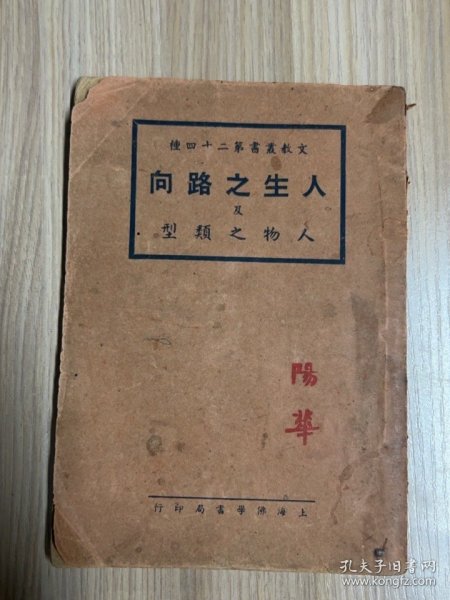 文教叢書第二十四種
人生之路向
及
人物之類型
陽華
上海佛學書局印行
孔夫子旧书网
www.kongfz.com